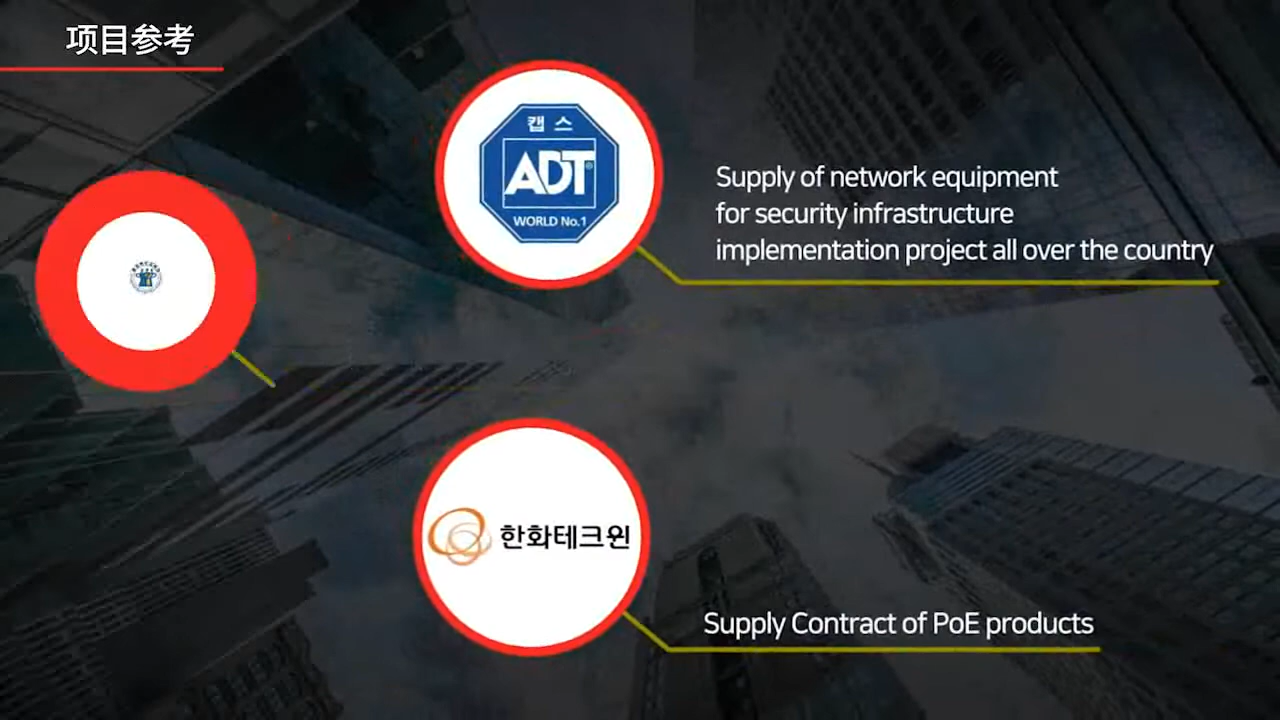 项目参考
캡스
ADT®
WORLD No.1
Supply of network equipment
for security infrastructure
implementation project all over the country
한화테크윈
Supply Contract of PoE products